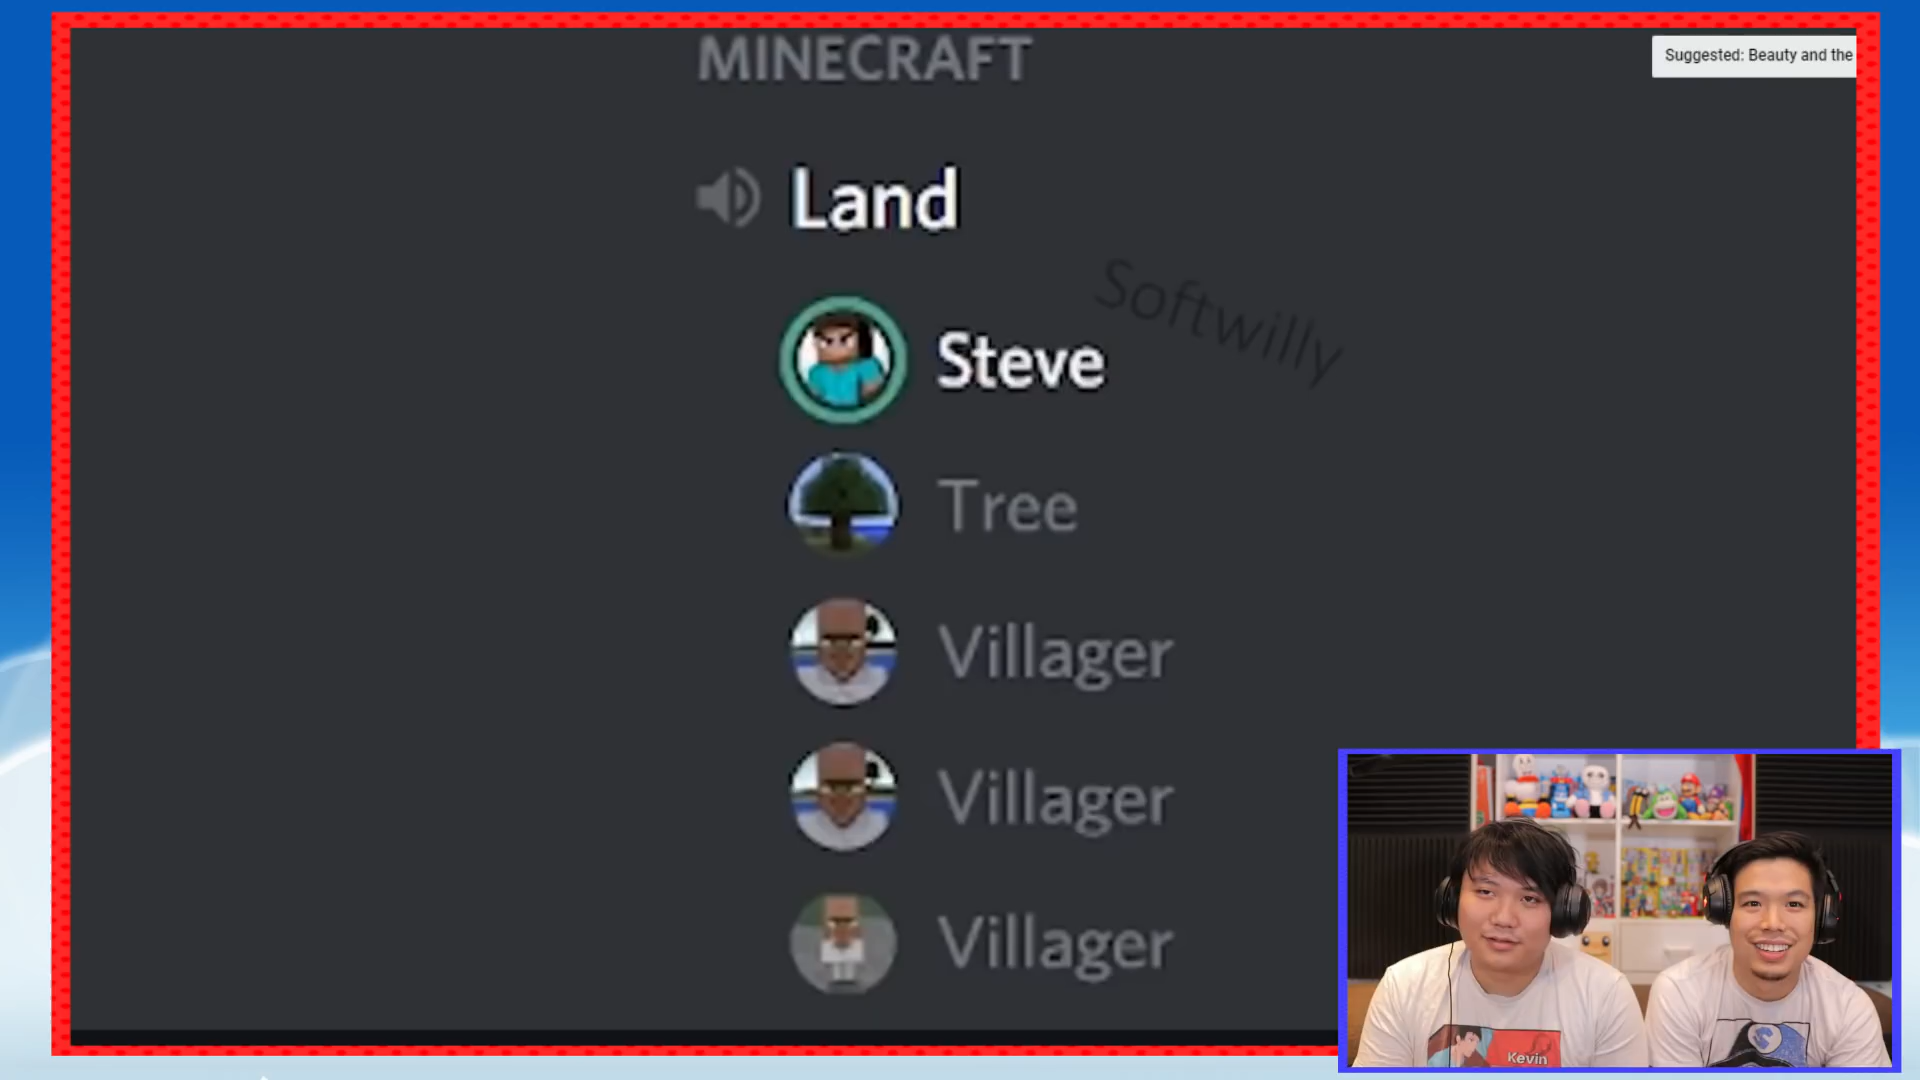 MINECRAFT
Suggested: Beauty and the
Land
Softwilly
Steve
Tree
Villager
Villager
Villager
Kevin